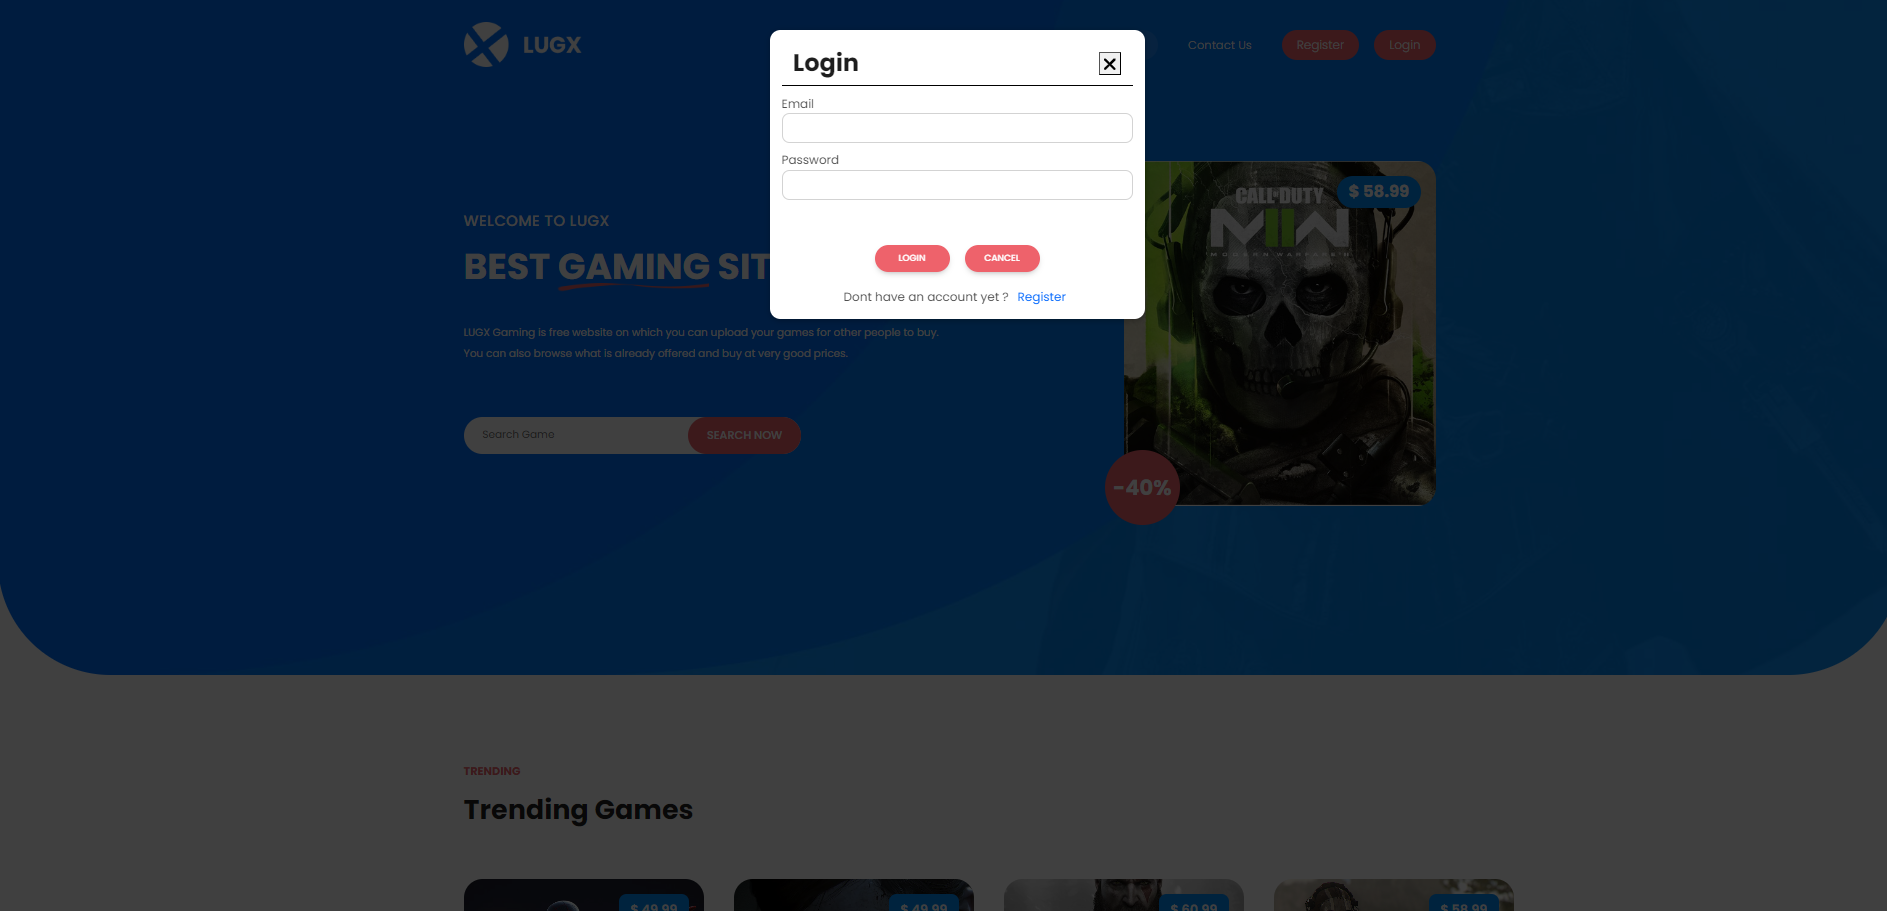 LUGX
Contact Us
Register
Login
Login
Email
Password
LOGIN
CANCEL
Dont have an account yet ? Register
WELCOME TO LUGX
BEST GAMING SIT
LUGX Gaming is free website on which you can upload your games for other people to buy.
You can also browse what is already offered and buy at very good prices.
Search Game
SEARCH NOW
$ 58.99
CALL OF DUTY
MWII
MODERN WARFARE II
-40%
TRENDING
Trending Games
$ 49.99
$ 49.99
$ 60.99
$ 58.99